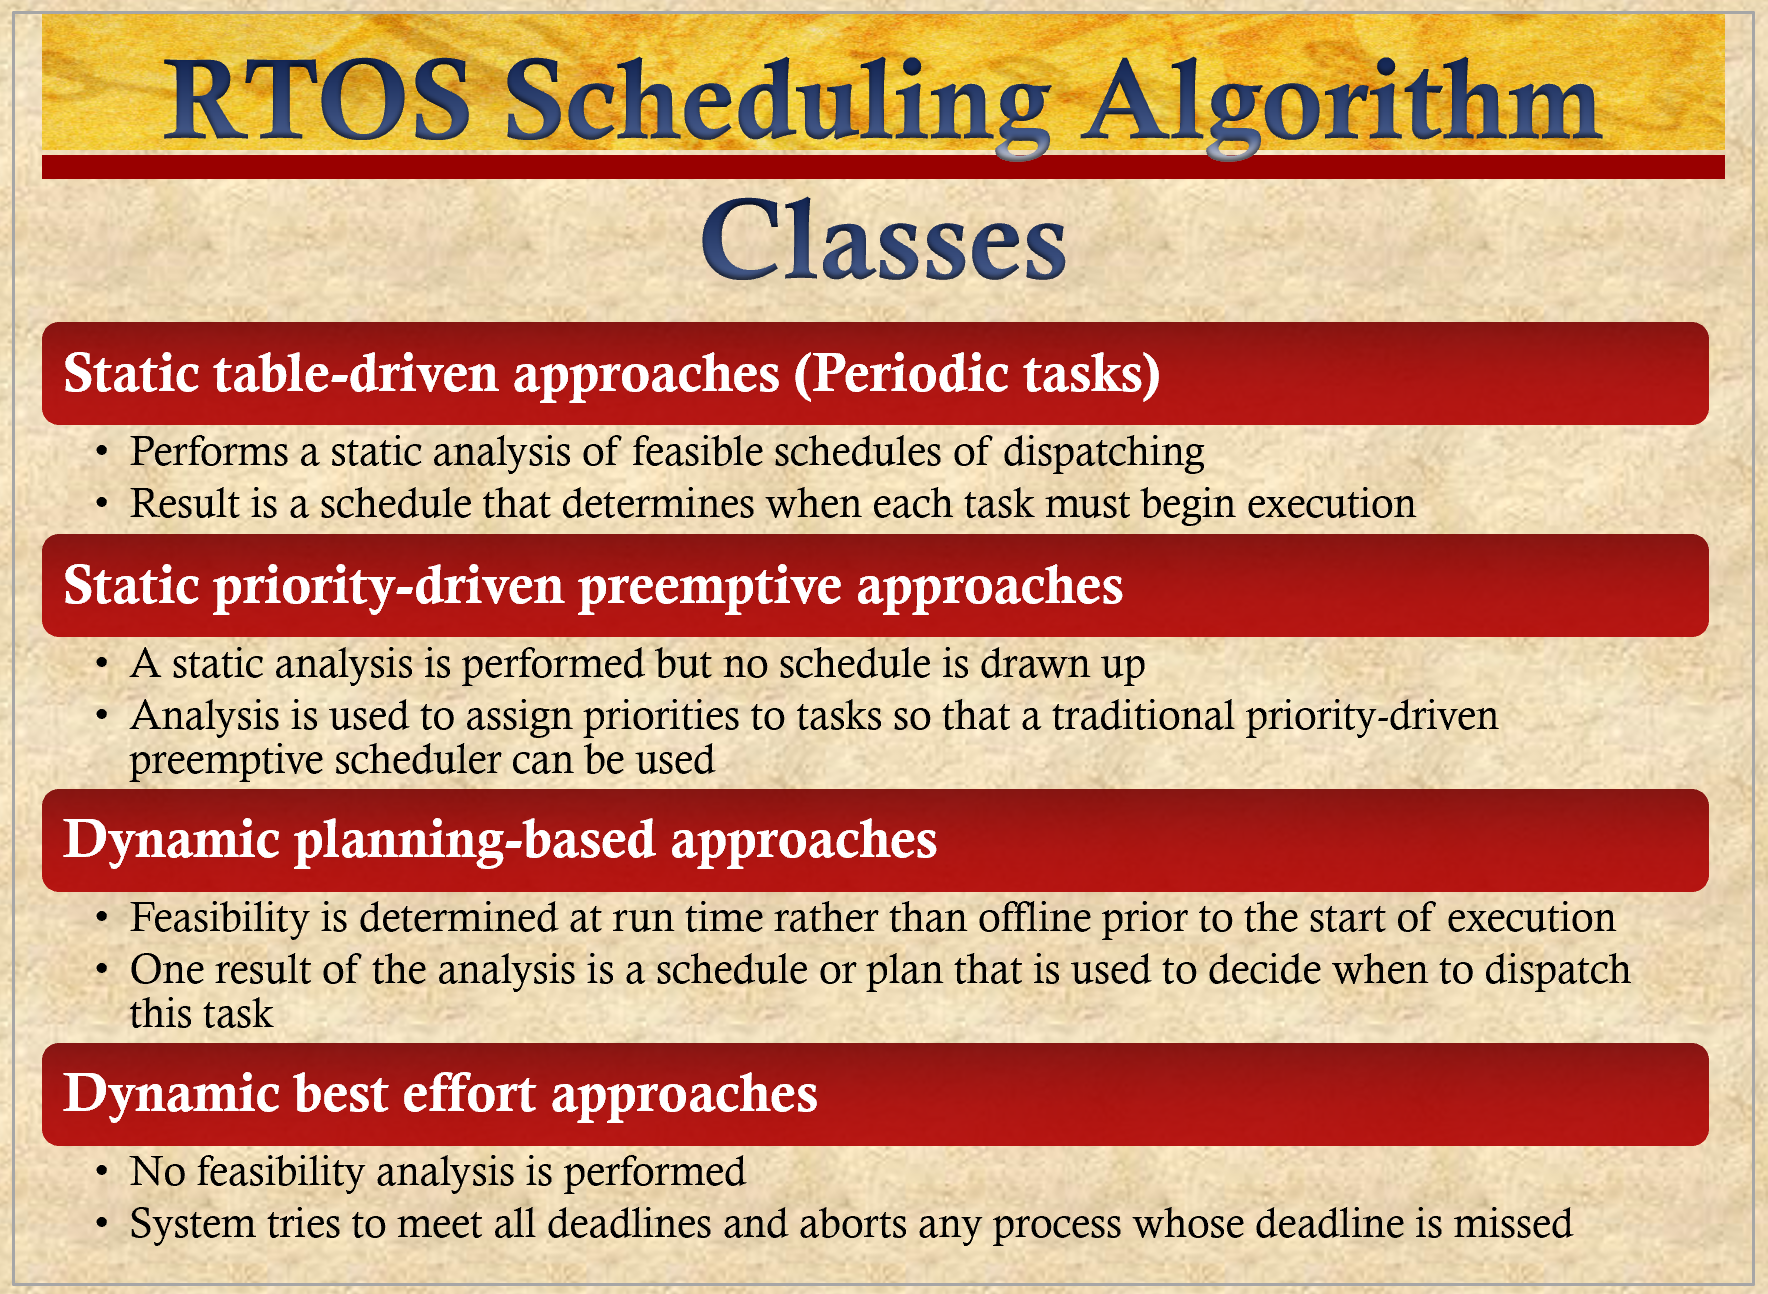 RTOS Scheduling Algorithm
Classes
Static table-driven approaches (Periodic tasks)
• Performs a static analysis of feasible schedules of dispatching
• Result is a schedule that determines when each task must begin execution
Static priority-driven preemptive approaches
• A static analysis is performed but no schedule is drawn up
• Analysis is used to assign priorities to tasks so that a traditional priority-driven
preemptive scheduler can be used
Dynamic planning-based approaches
• Feasibility is determined at run time rather than offline prior to the start of execution
• One result of the analysis is a schedule or plan that is used to decide when to dispatch
this task
Dynamic best effort approaches
• No feasibility analysis is performed
• System tries to meet all deadlines and aborts any process whose deadline is missed